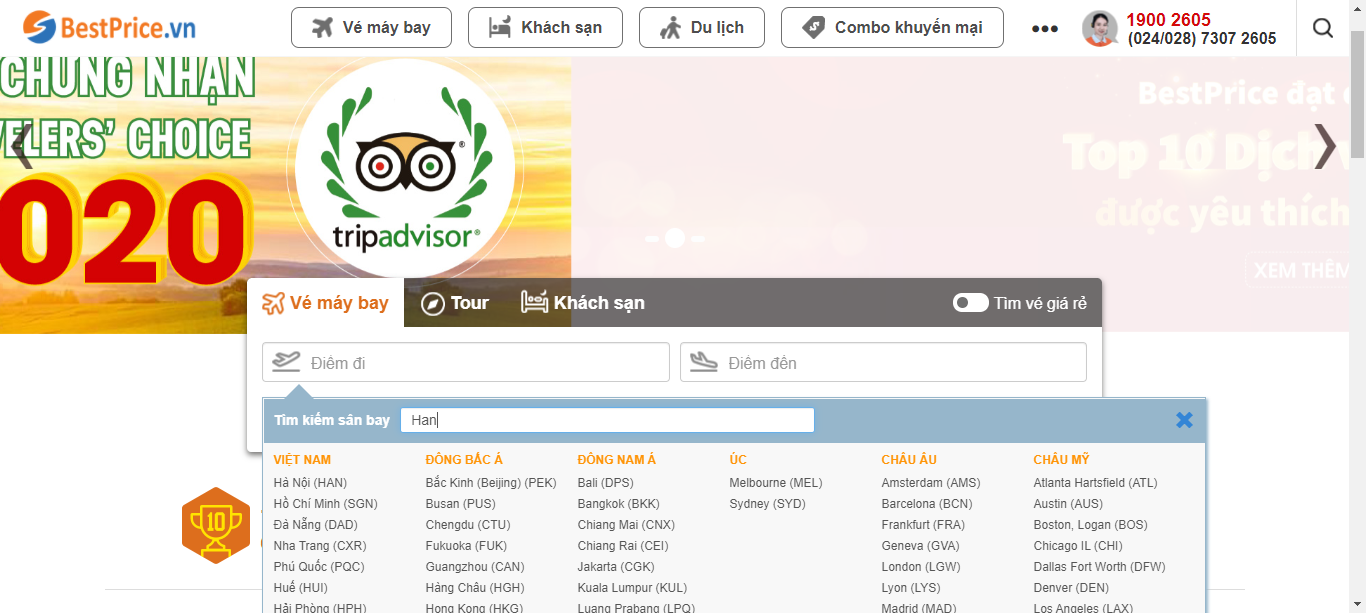 BestPrice.vn
Vé máy bay
Khách sạn
Du lịch
Combo khuyến mại
1900 2605
(024/028) 7307 2605
CHỨNG NHẬN
VELERS' CHOICE
020
tripadvisor®
BestPrice đạt
Top 10 Dịch
được yêu thích
XEM THÊM
Vé máy bay
Tour
Khách sạn
Tìm vé giá rẻ
Điểm đi
Điểm đến
Tìm kiếm sân bay
Han
VIỆT NAM
Hà Nội (HAN)
Hồ Chí Minh (SGN)
Đà Nẵng (DAD)
Nha Trang (CXR)
Phú Quốc (PQC)
Huế (HUI)
Hải Phòng (HPH)
ĐÔNG BẮC Á
Bắc Kinh (Beijing) (PEK)
Busan (PUS)
Chengdu (CTU)
Fukuoka (FUK)
Guangzhou (CAN)
Hàng Châu (HGH)
Hong Kong (HKG)
ĐÔNG NAM Á
Bali (DPS)
Bangkok (BKK)
Chiang Mai (CNX)
Chiang Rai (CEI)
Jakarta (CGK)
Kuala Lumpur (KUL)
Luang Prabang (LPQ)
ÚC
Melbourne (MEL)
Sydney (SYD)
CHÂU ÂU
Amsterdam (AMS)
Barcelona (BCN)
Frankfurt (FRA)
Geneva (GVA)
London (LGW)
Lyon (LYS)
Madrid (MAD)
CHÂU MỸ
Atlanta Hartsfield (ATL)
Austin (AUS)
Boston, Logan (BOS)
Chicago IL (CHI)
Dallas Fort Worth (DFW)
Denver (DEN)
Los Angeles (LAX)
10